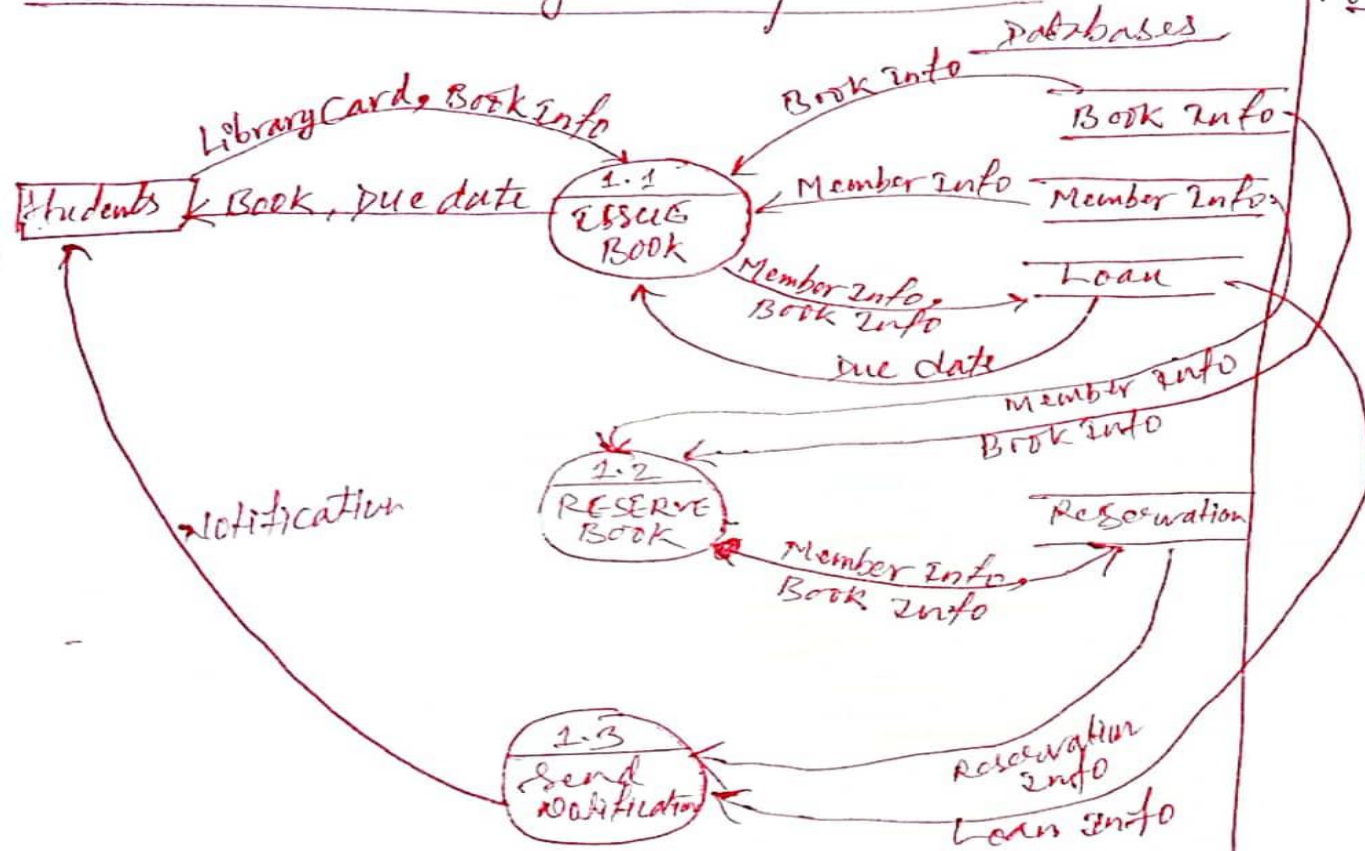 Databases
Book Info
Library Card, Book Info
Book Info
Students
Book, Due date
1.1
ISSUE
BOOK
Member Info
Member Info
Member Info,
Book Info
Loan
Due date
Member Info
Book Info
1.2
RESERVE
BOOK
Reservation
Notification
Member Info,
Book Info
1.3
Send
Notification
Reservation
Info
Loan Info